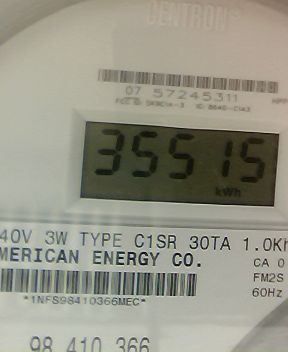 CENTRON®
07 57245311
35515
kWh
40V 3W TYPE C1SR 30TA 1.0Kh
MERICAN ENERGY CO.
CA 0
FM2S
60Hz
*1NFS98410366MEC*
98 410 366